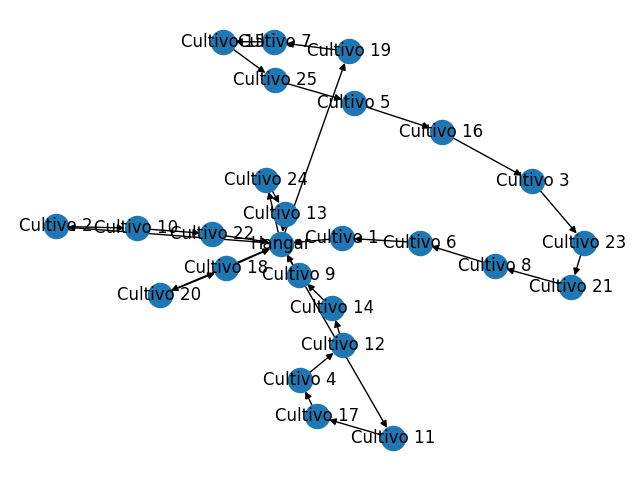 Cultivo 15
Cultivo 7
Cultivo 19
Cultivo 25
Cultivo 5
Cultivo 16
Cultivo 24
Cultivo 3
Cultivo 13
Cultivo 2
Cultivo 10
Cultivo 22
Hangar
Cultivo 1
Cultivo 6
Cultivo 23
Cultivo 18
Cultivo 9
Cultivo 8
Cultivo 20
Cultivo 21
Cultivo 14
Cultivo 12
Cultivo 4
Cultivo 17
Cultivo 11